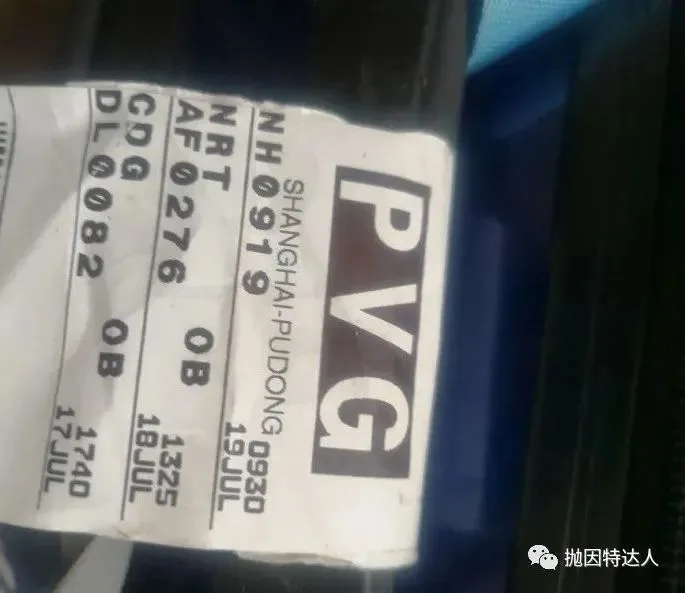 PVG
SHANGHAI-PUDONG
NH0919 0930
19JUL
NRT
AF0276 OB 1325
18JUL
CDG
DL0082 OB 1740
17JUL
抛因特达人